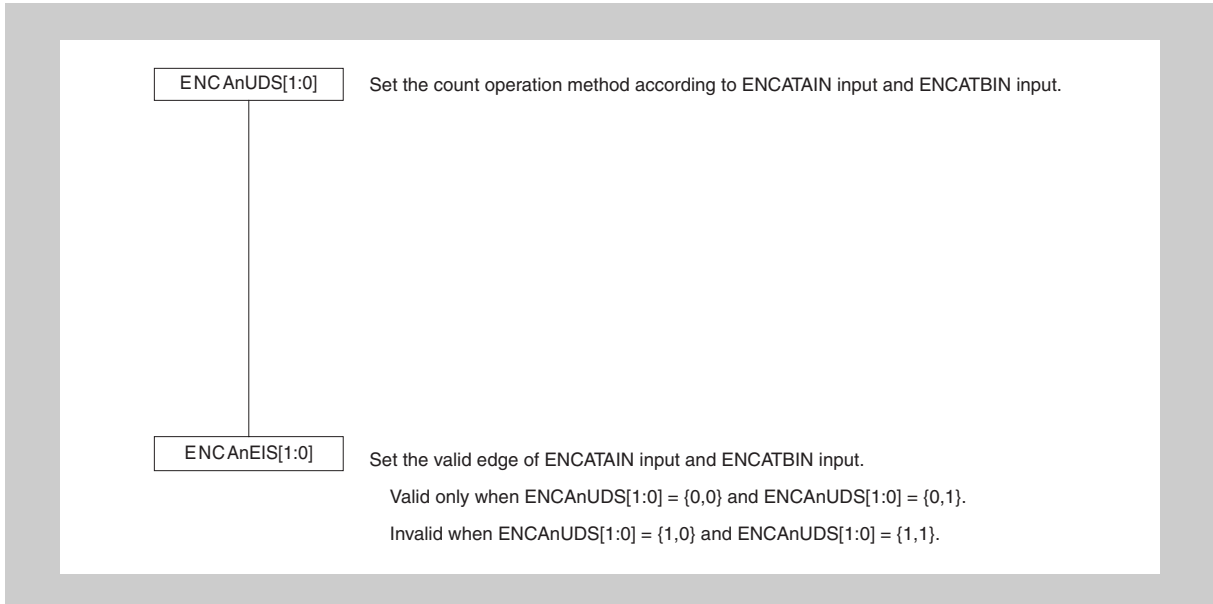 ENCAnUDS[1:0]
Set the count operation method according to ENCATAIN input and ENCATBIN input.
ENCAnEIS[1:0]
Set the valid edge of ENCATAIN input and ENCATBIN input.
Valid only when ENCAnUDS[1:0] = {0,0} and ENCAnUDS[1:0] = {0,1}.
Invalid when ENCAnUDS[1:0] = {1,0} and ENCAnUDS[1:0] = {1,1}.